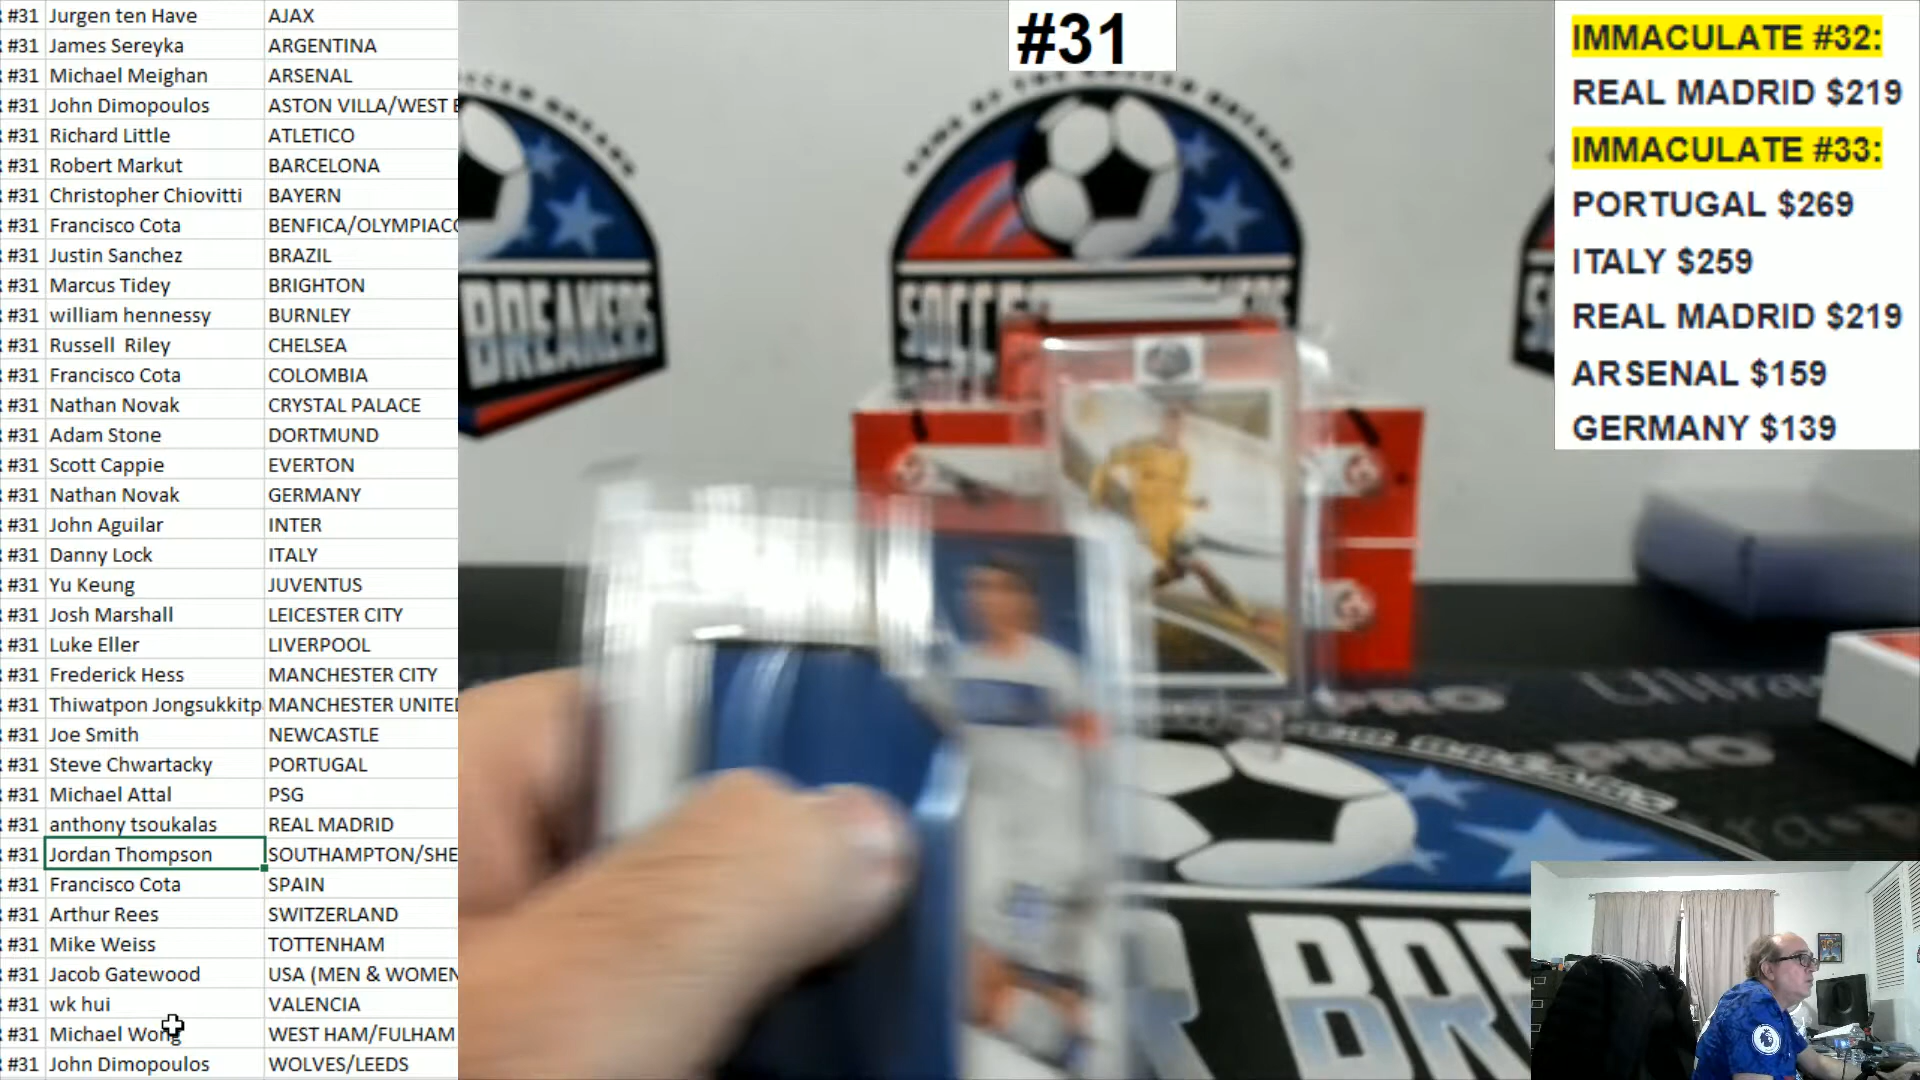 #31 Jurgen ten Have AJAX
#31 James Sereyka ARGENTINA
#31 Michael Meighan ARSENAL
#31 John Dimopoulos ASTON VILLA/WEST
#31 Richard Little ATLETICO
#31 Robert Markut BARCELONA
#31 Christopher Chiovitti BAYERN
#31 Francisco Cota BENFICA/OLYMPIAC
#31 Justin Sanchez BRAZIL
#31 Marcus Tidey BRIGHTON
#31 william hennessy BURNLEY
#31 Russell Riley CHELSEA
#31 Francisco Cota COLOMBIA
#31 Nathan Novak CRYSTAL PALACE
#31 Adam Stone DORTMUND
#31 Scott Cappie EVERTON
#31 Nathan Novak GERMANY
#31 John Aguilar INTER
#31 Danny Lock ITALY
#31 Yu Keung JUVENTUS
#31 Josh Marshall LEICESTER CITY
#31 Luke Eller LIVERPOOL
#31 Frederick Hess MANCHESTER CITY
#31 Thiwatpon Jongsukkitp MANCHESTER UNITE
#31 Joe Smith NEWCASTLE
#31 Steve Chwartacky PORTUGAL
#31 Michael Attal PSG
#31 anthony tsoukalas REAL MADRID
#31 Jordan Thompson SOUTHAMPTON/SHE
#31 Francisco Cota SPAIN
#31 Arthur Rees SWITZERLAND
#31 Mike Weiss TOTTENHAM
#31 Jacob Gatewood USA (MEN & WOMEN
#31 wk hui VALENCIA
#31 Michael Wong WEST HAM/FULHAM
#31 John Dimopoulos WOLVES/LEEDS
#31
BREAKERS
SOCCE
PRO
PRO
IMMACULATE #32:
REAL MADRID $219
IMMACULATE #33:
PORTUGAL $269
ITALY $259
REAL MADRID $219
ARSENAL $159
GERMANY $139